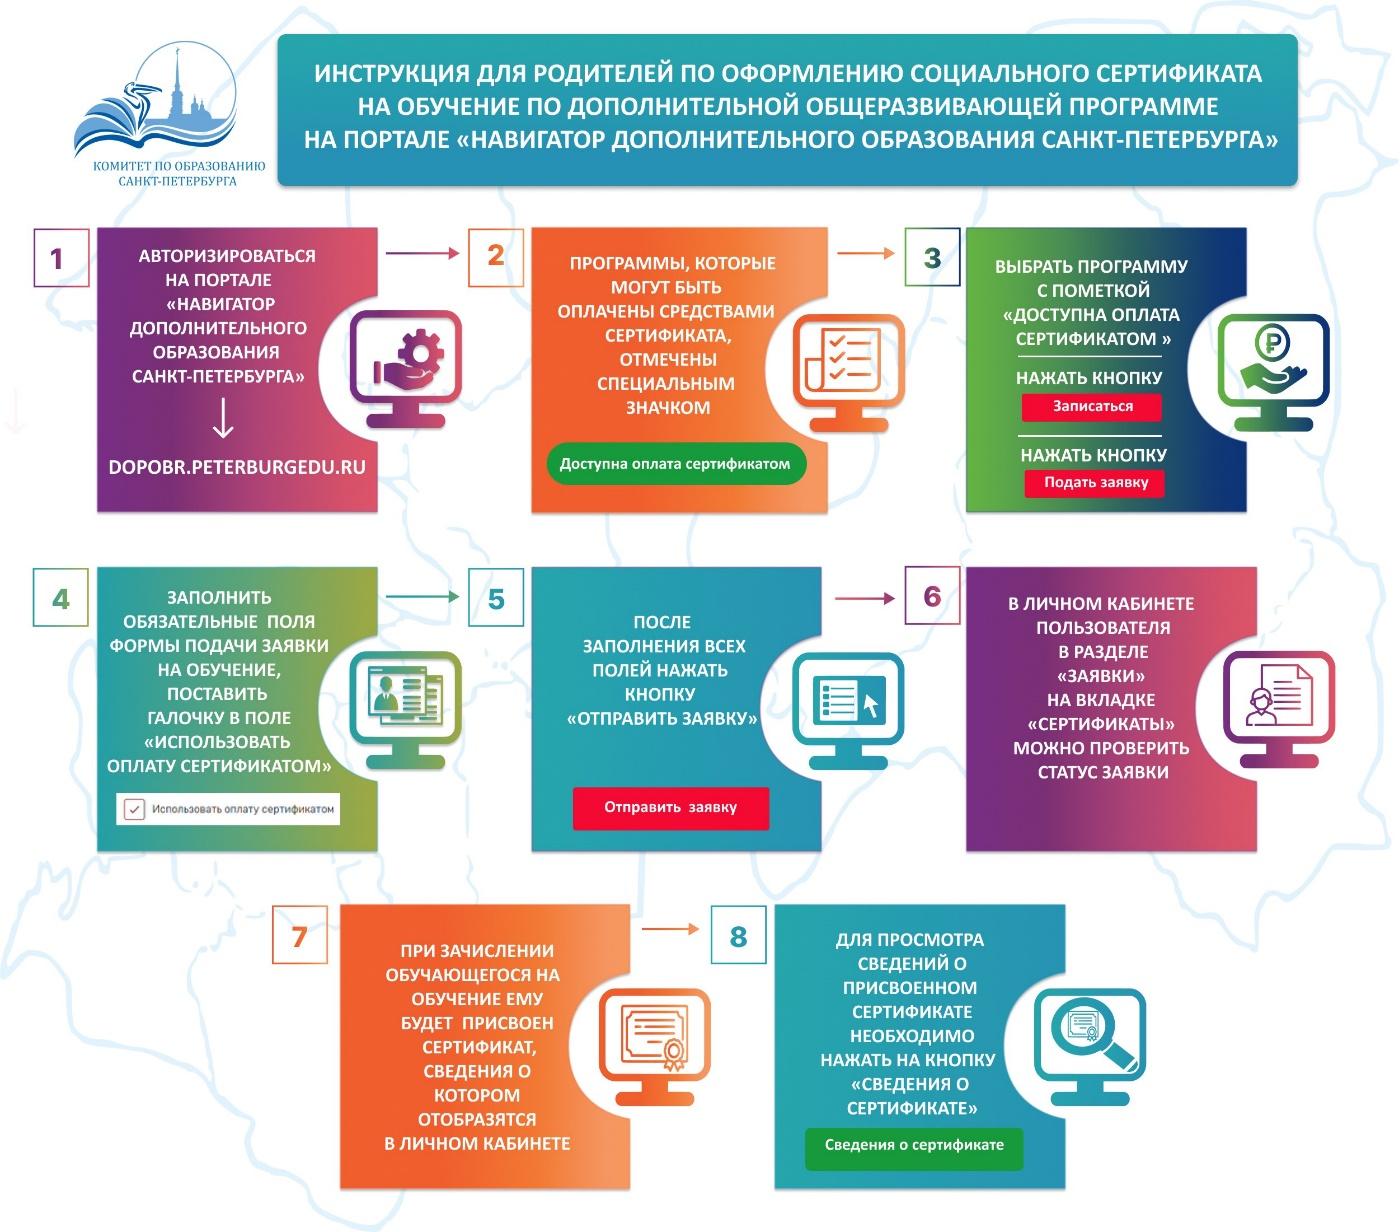 КОМИТЕТ ПО ОБРАЗОВАНИЮ
САНКТ-ПЕТЕРБУРГА
ИНСТРУКЦИЯ ДЛЯ РОДИТЕЛЕЙ ПО ОФОРМЛЕНИЮ СОЦИАЛЬНОГО СЕРТИФИКАТА
НА ОБУЧЕНИЕ ПО ДОПОЛНИТЕЛЬНОЙ ОБЩЕРАЗВИВАЮЩЕЙ ПРОГРАММЕ
НА ПОРТАЛЕ «НАВИГАТОР ДОПОЛНИТЕЛЬНОГО ОБРАЗОВАНИЯ САНКТ-ПЕТЕРБУРГА»
1
АВТОРИЗИРОВАТЬСЯ
НА ПОРТАЛЕ
«НАВИГАТОР
ДОПОЛНИТЕЛЬНОГО
ОБРАЗОВАНИЯ
САНКТ-ПЕТЕРБУРГА»
DOPOBR.PETERBURGEDU.RU
2
ПРОГРАММЫ, КОТОРЫЕ
МОГУТ БЫТЬ
ОПЛАЧЕНЫ СРЕДСТВАМИ
СЕРТИФИКАТА,
ОТМЕЧЕНЫ
СПЕЦИАЛЬНЫМ
ЗНАЧКОМ
Доступна оплата сертификатом
3
ВЫБРАТЬ ПРОГРАММУ
С ПОМЕТКОЙ
«ДОСТУПНА ОПЛАТА
СЕРТИФИКАТОМ »
НАЖАТЬ КНОПКУ
Записаться
НАЖАТЬ КНОПКУ
Подать заявку
₽
4
ЗАПОЛНИТЬ
ОБЯЗАТЕЛЬНЫЕ ПОЛЯ
ФОРМЫ ПОДАЧИ ЗАЯВКИ
НА ОБУЧЕНИЕ,
ПОСТАВИТЬ
ГАЛОЧКУ В ПОЛЕ
«ИСПОЛЬЗОВАТЬ
ОПЛАТУ СЕРТИФИКАТОМ»
Использовать оплату сертификатом
5
ПОСЛЕ
ЗАПОЛНЕНИЯ ВСЕХ
ПОЛЕЙ НАЖАТЬ
КНОПКУ
«ОТПРАВИТЬ ЗАЯВКУ»
Отправить заявку
6
В ЛИЧНОМ КАБИНЕТЕ
ПОЛЬЗОВАТЕЛЯ
В РАЗДЕЛЕ
«ЗАЯВКИ»
НА ВКЛАДКЕ
«СЕРТИФИКАТЫ»
МОЖНО ПРОВЕРИТЬ
СТАТУС ЗАЯВКИ
7
ПРИ ЗАЧИСЛЕНИИ
ОБУЧАЮЩЕГОСЯ НА
ОБУЧЕНИЕ ЕМУ
БУДЕТ ПРИСВОЕН
СЕРТИФИКАТ,
СВЕДЕНИЯ О
КОТОРОМ
ОТОБРАЗЯТСЯ
В ЛИЧНОМ КАБИНЕТЕ
8
ДЛЯ ПРОСМОТРА
СВЕДЕНИЙ О
ПРИСВОЕННОМ
СЕРТИФИКАТЕ
НЕОБХОДИМО
НАЖАТЬ НА КНОПКУ
«СВЕДЕНИЯ О
СЕРТИФИКАТЕ»
Сведения о сертификате